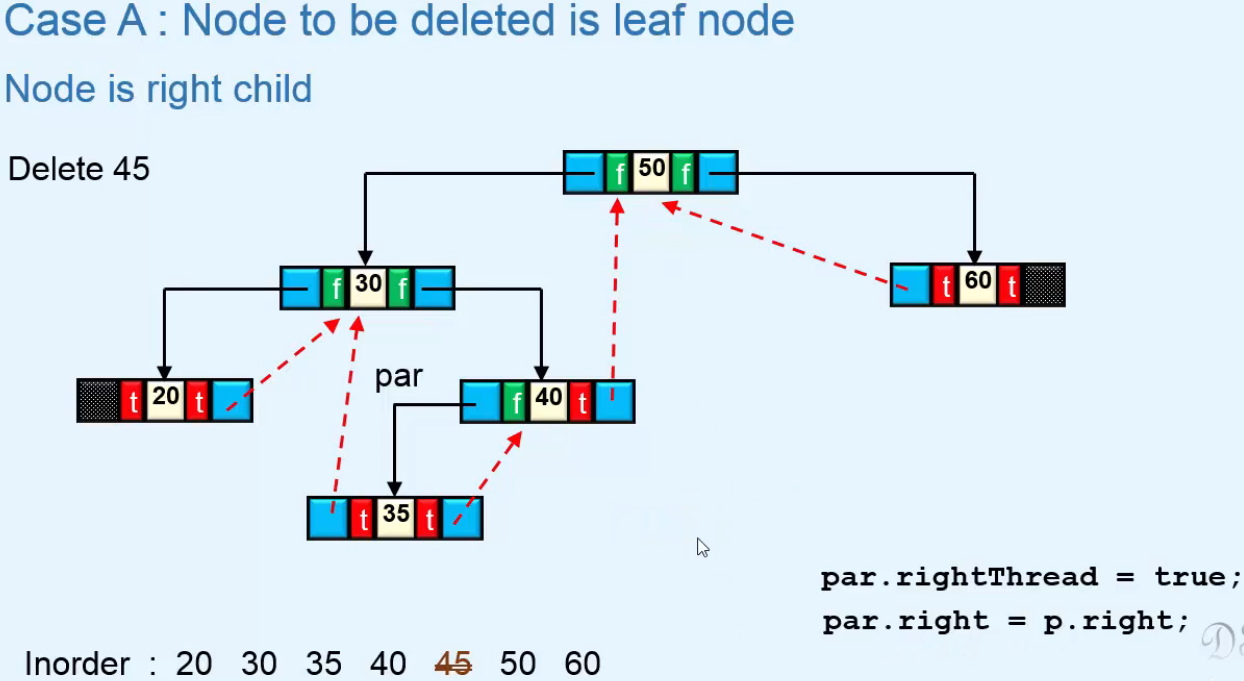 Case A : Node to be deleted is leaf node
Node is right child
Delete 45
f 50 f
f 30 f
t 60 t
par
t 20 t
f 40 t
t 35 t
par.rightThread = true;
par.right = p.right;
Inorder : 20 30 35 40 45 50 60